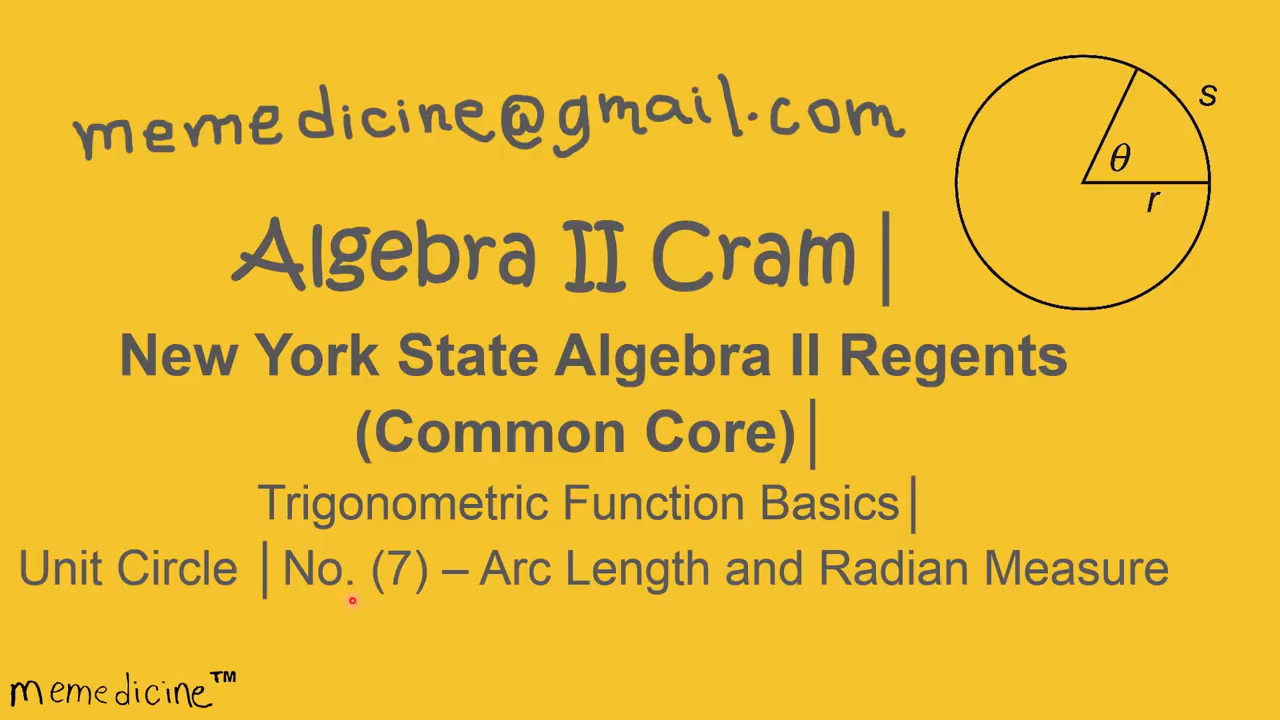 memedicine@gmail.com
s
θ
r
Algebra II Cram|
New York State Algebra II Regents
(Common Core)|
Trigonometric Function Basics|
Unit Circle |No. (7) – Arc Length and Radian Measure
memedicine™